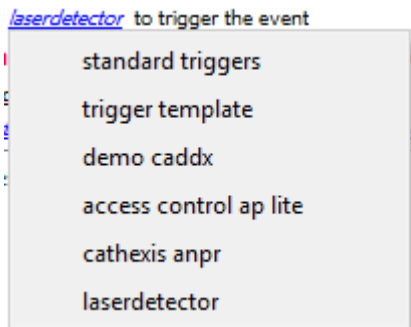 laserdetector to trigger the event
standard triggers
trigger template
demo caddx
access control ap lite
cathexis anpr
laserdetector